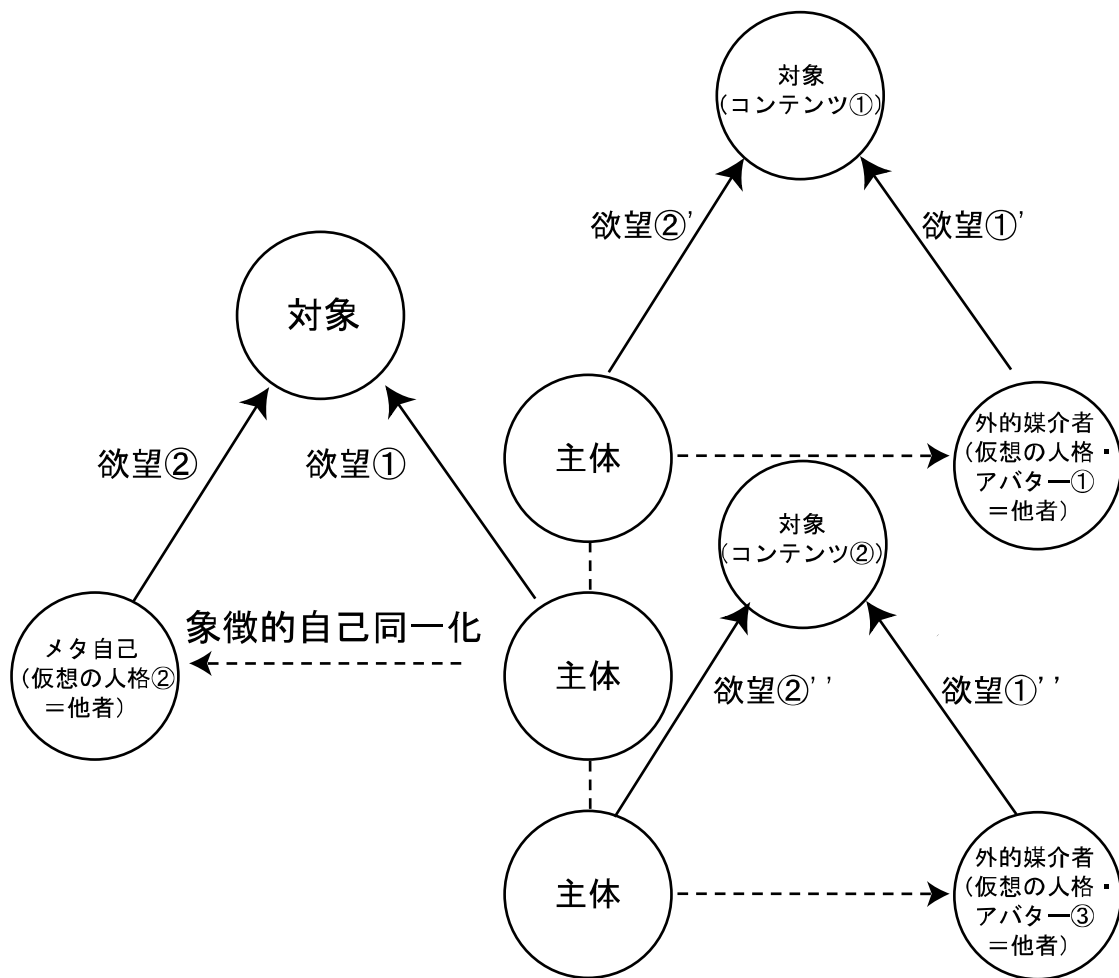 対象
(コンテンツ①)
欲望②'
欲望①'
対象
欲望②
欲望①
主体
外的媒介者
(仮想の人格・
アバター①
＝他者)
対象
(コンテンツ②)
象徴的自己同一化
メタ自己
(仮想の人格②
＝他者)
主体
欲望②''
欲望①''
主体
外的媒介者
(仮想の人格・
アバター③
＝他者)